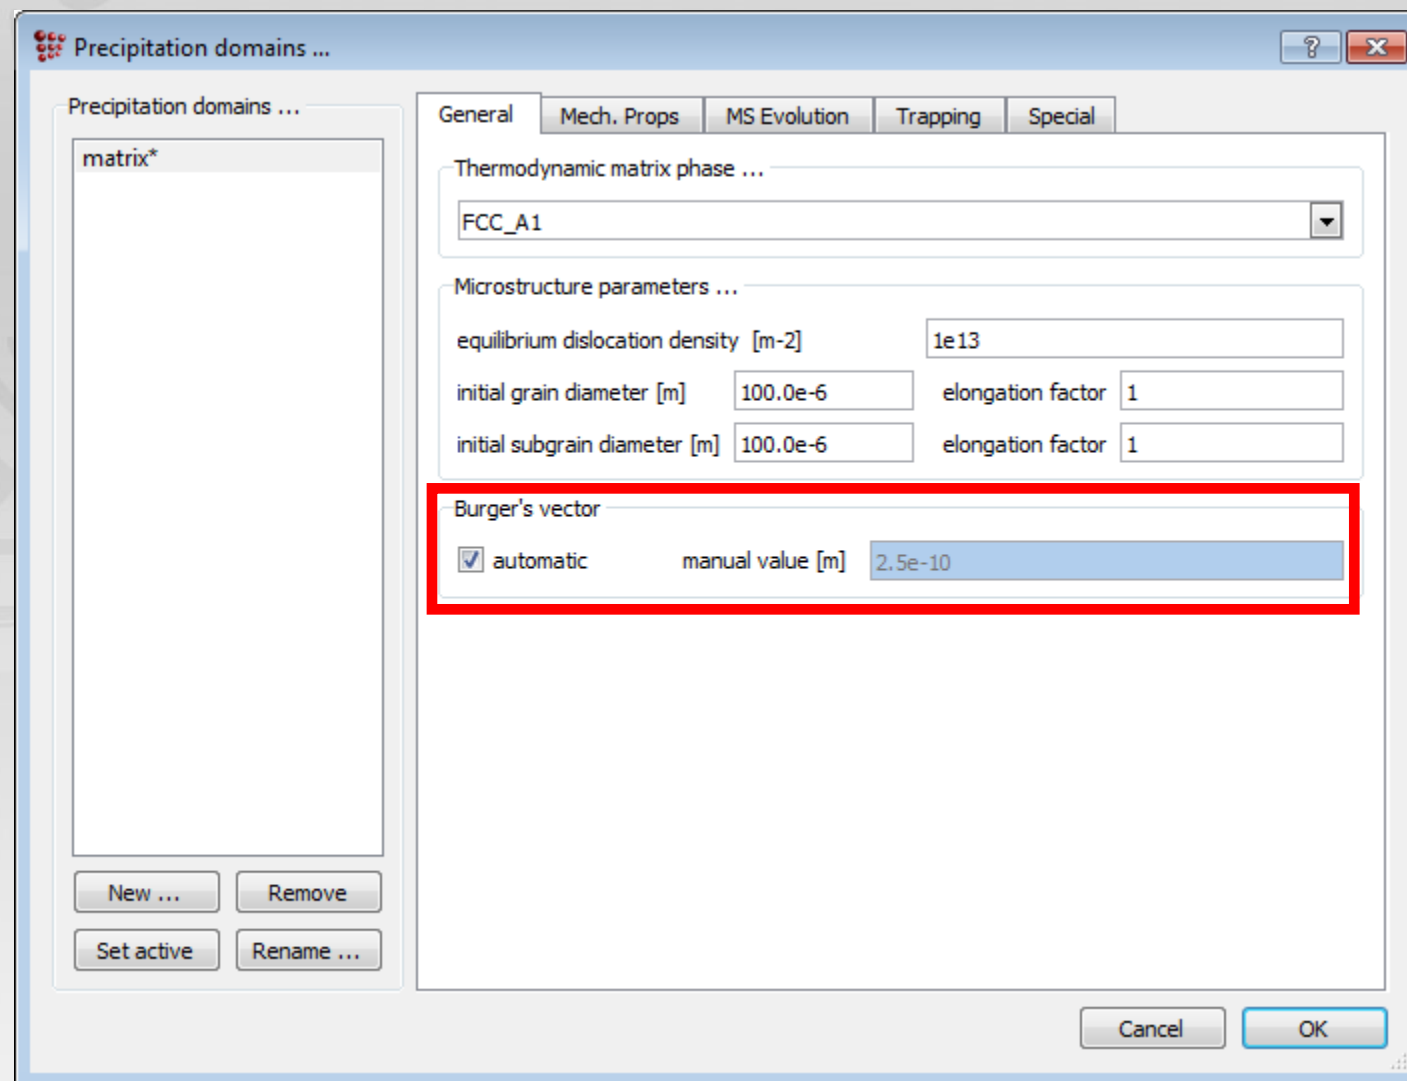 Precipitation domains ...
Precipitation domains ...
matrix*
New ...
Remove
Set active
Rename ...
General
Mech. Props
MS Evolution
Trapping
Special
Thermodynamic matrix phase ...
FCC_A1
Microstructure parameters ...
equilibrium dislocation density [m-2] 1e13
initial grain diameter [m] 100.0e-6 elongation factor 1
initial subgrain diameter [m] 100.0e-6 elongation factor 1
Burger's vector
automatic manual value [m] 2.5e-10
Cancel
OK